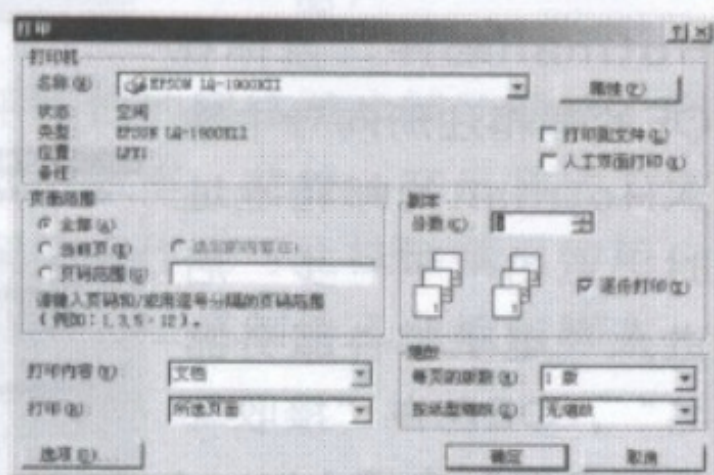 打印
打印机
名称(N): EPSON LQ-1900KII 属性(P)
状态: 空闲
类型: EPSON LQ-1900KII 打印到文件(L)
位置: LPT1 人工双面打印(X)
备注:
页面范围
全部(A)
当前页(E) 选定的内容(S)
页码范围(G):
请键入页码和/或用逗号分隔的页码范围
(例如: 1,3,5-12)。
副本
份数(C): 1
逐份打印(T)
打印内容(W): 文档
打印(R): 所选页面
缩放
每页的版数(H): 1 版
按纸型缩放(Z): 无缩放
选项(O)... 确定 取消